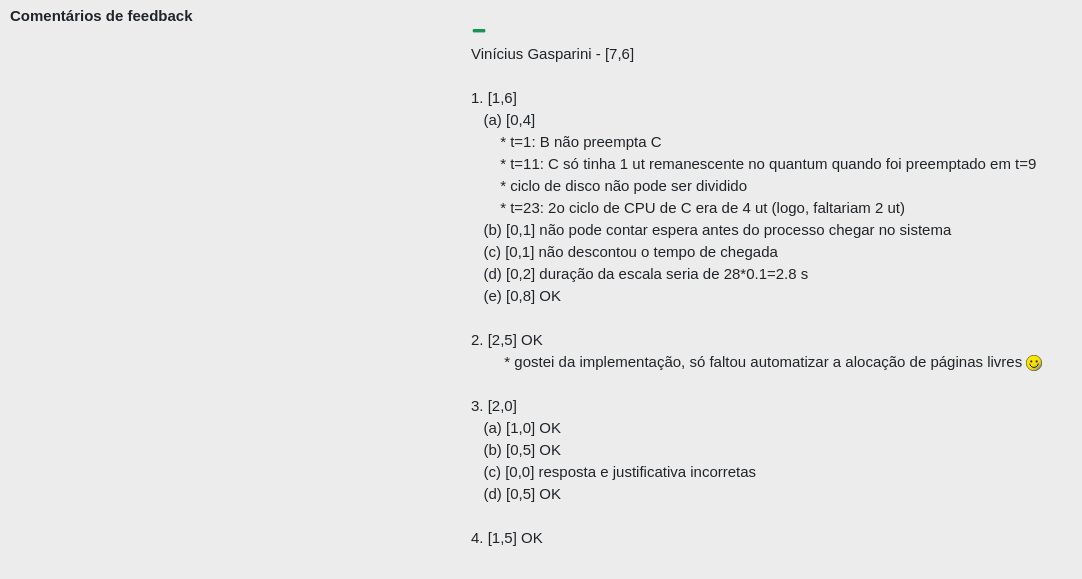 Comentários de feedback
Vinícius Gasparini - [7,6]
1. [1,6]
(a) [0,4]
* t=1: B não preempta C
* t=11: C só tinha 1 ut remanescente no quantum quando foi preemptado em t=9
* ciclo de disco não pode ser dividido
* t=23: 2o ciclo de CPU de C era de 4 ut (logo, faltariam 2 ut)
(b) [0,1] não pode contar espera antes do processo chegar no sistema
(c) [0,1] não descontou o tempo de chegada
(d) [0,2] duração da escala seria de 28*0.1=2.8 s
(e) [0,8] OK
2. [2,5] OK
* gostei da implementação, só faltou automatizar a alocação de páginas livres
3. [2,0]
(a) [1,0] OK
(b) [0,5] OK
(c) [0,0] resposta e justificativa incorretas
(d) [0,5] OK
4. [1,5] OK